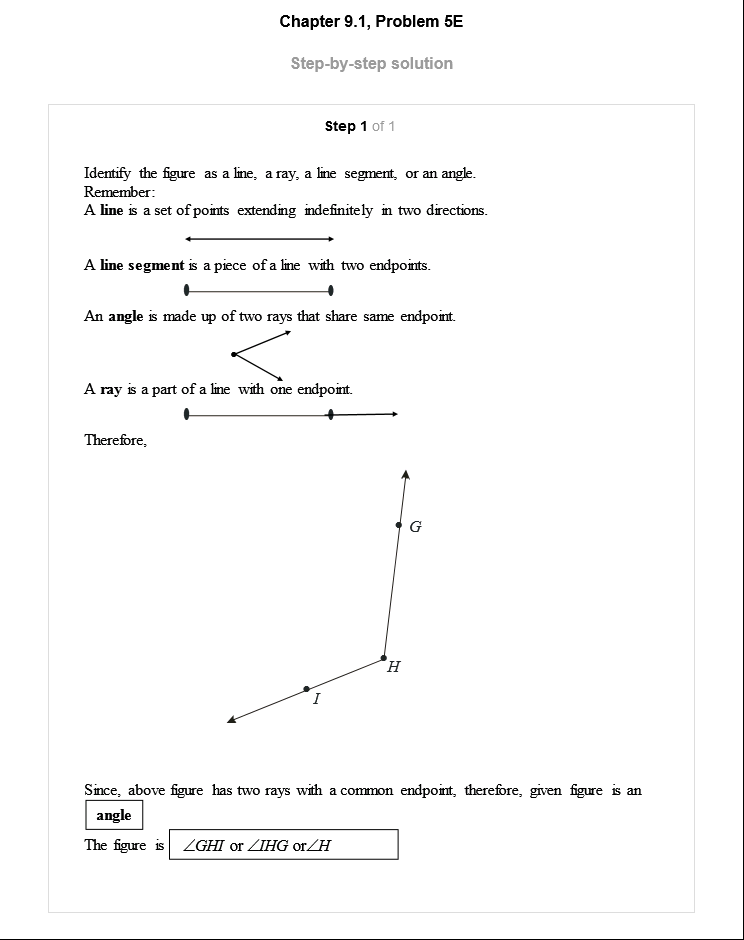 Chapter 9.1, Problem 5E
Step-by-step solution
Step 1 of 1
Identify the figure as a line, a ray, a line segment, or an angle.
Remember:
A line is a set of points extending indefinitely in two directions.
A line segment is a piece of a line with two endpoints.
An angle is made up of two rays that share same endpoint.
A ray is a part of a line with one endpoint.
Therefore,
G
H
I
Since, above figure has two rays with a common endpoint, therefore, given figure is an
angle
The figure is ∠GHI or ∠IHG or∠H